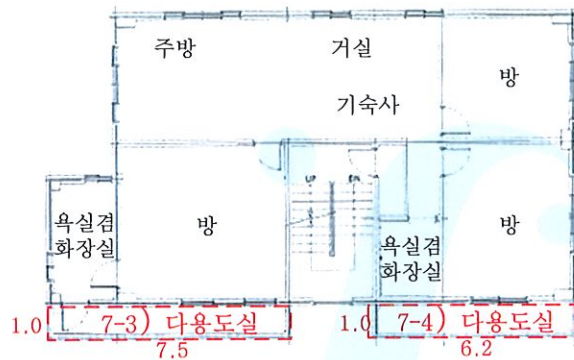 주방 거실
방
기숙사
욕실겸
화장실
방
욕실겸
화장실
방
1.0 7-3) 다용도실
7.5
1.0 7-4) 다용도실
6.2